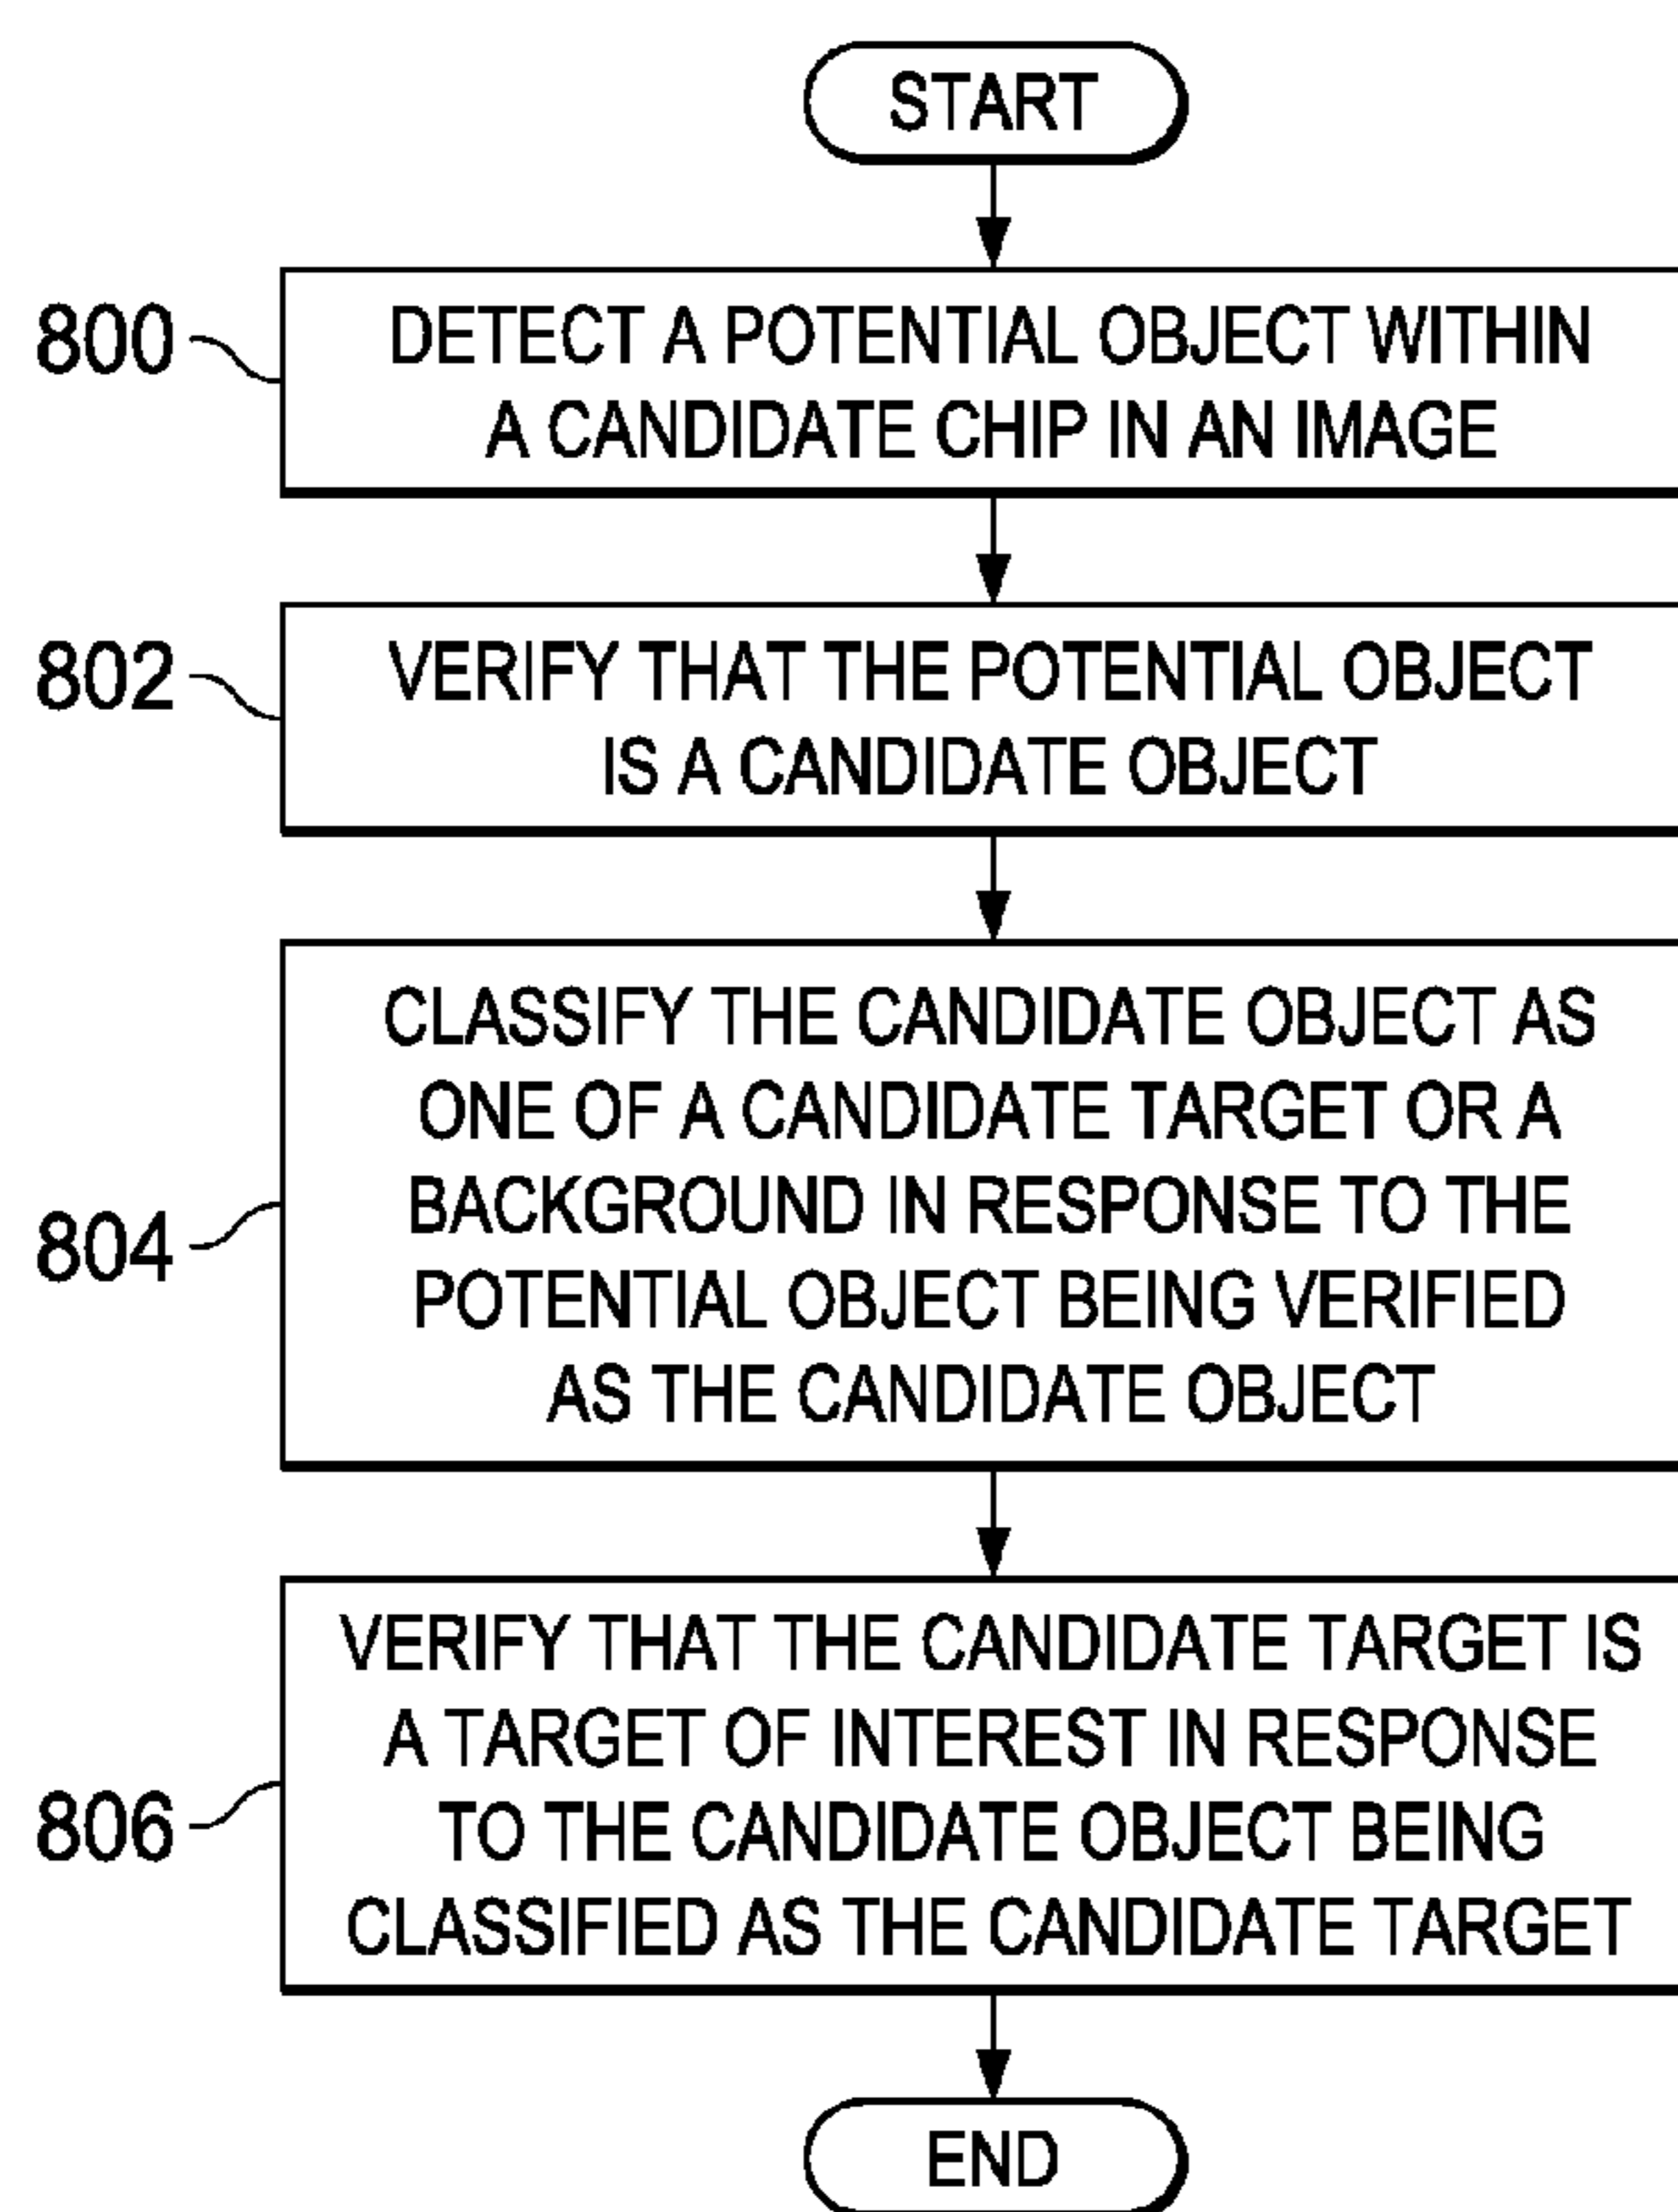 START
800
DETECT A POTENTIAL OBJECT WITHIN
A CANDIDATE CHIP IN AN IMAGE
802
VERIFY THAT THE POTENTIAL OBJECT
IS A CANDIDATE OBJECT
804
CLASSIFY THE CANDIDATE OBJECT AS
ONE OF A CANDIDATE TARGET OR A
BACKGROUND IN RESPONSE TO THE
POTENTIAL OBJECT BEING VERIFIED
AS THE CANDIDATE OBJECT
806
VERIFY THAT THE CANDIDATE TARGET IS
A TARGET OF INTEREST IN RESPONSE
TO THE CANDIDATE OBJECT BEING
CLASSIFIED AS THE CANDIDATE TARGET
END